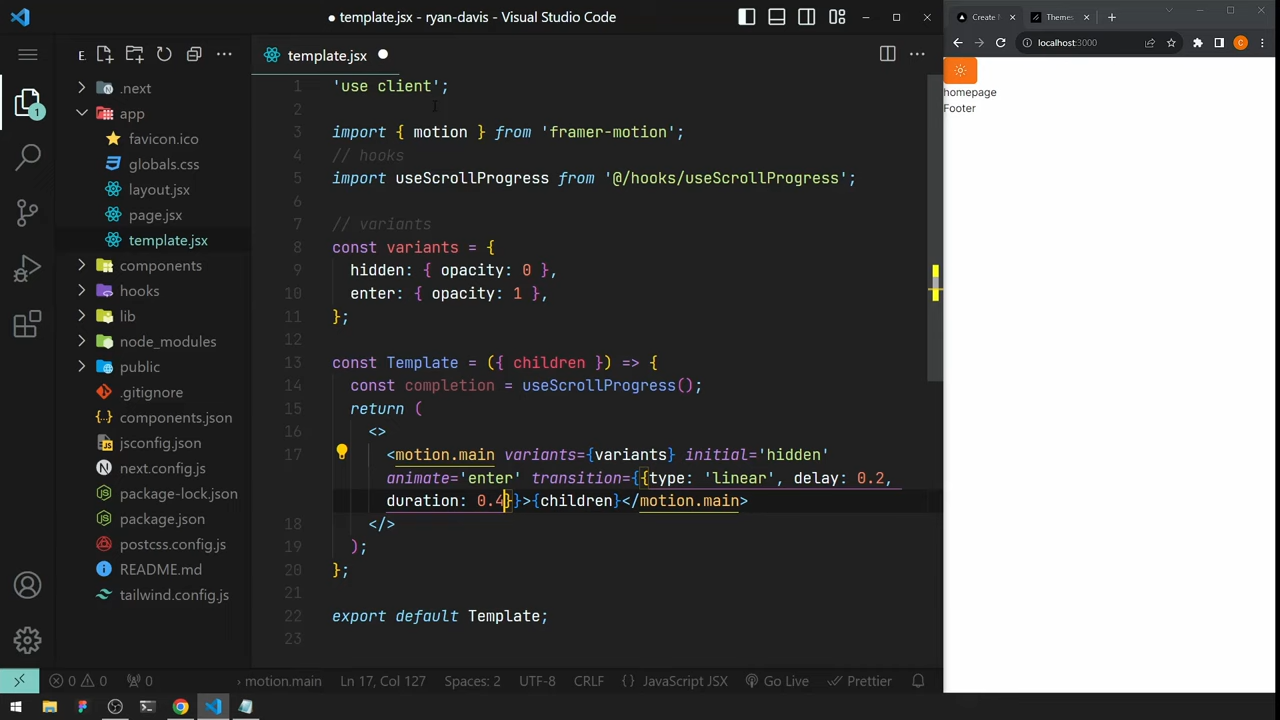 template.jsx - ryan-davis - Visual Studio Code
E
template.jsx
.next
app
favicon.ico
globals.css
layout.jsx
page.jsx
template.jsx
components
hooks
lib
node_modules
public
.gitignore
components.json
jsconfig.json
next.config.js
package-lock.json
package.json
postcss.config.js
README.md
tailwind.config.js
1
1 'use client';
2
3 import { motion } from 'framer-motion';
4 // hooks
5 import useScrollProgress from '@/hooks/useScrollProgress';
6
7 // variants
8 const variants = {
9 hidden: { opacity: 0 },
10 enter: { opacity: 1 },
11 };
12
13 const Template = ({ children }) => {
14 const completion = useScrollProgress();
15 return (
16 <>
17 <motion.main variants={variants} initial='hidden'
animate='enter' transition={{type: 'linear', delay: 0.2,
duration: 0.4}}>{children}</motion.main>
18 </>
19 );
20 };
21
22 export default Template;
23
0 0 0 motion.main Ln 17, Col 127 Spaces: 2 UTF-8 CRLF {} JavaScript JSX Go Live Prettier
Create N
Themes
localhost:3000
C
homepage
Footer